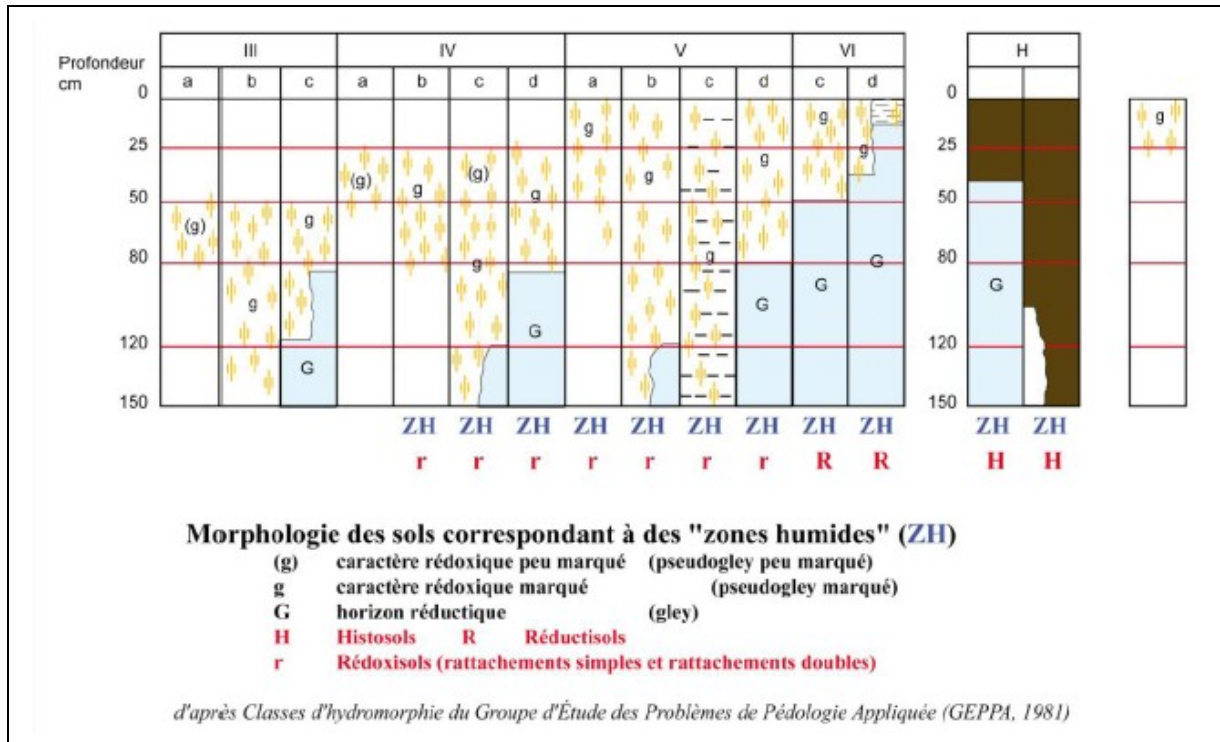 III IV V VI H
Profondeur
cm
a b c a b c d a b c d c d
0 0
g g g g
25 25
(g) g (g) g g g g
50 50
(g) g g
80 g g G 80
g G G G
G
120 120
G
150 150
ZH ZH ZH ZH ZH ZH ZH ZH ZH ZH ZH
r r r r r r r R R H H
Morphologie des sols correspondant à des "zones humides" (ZH)
(g) caractère rédoxique peu marqué (pseudogley peu marqué)
g caractère rédoxique marqué (pseudogley marqué)
G horizon réductique (gley)
H Histosols R Réductisols
r Rédoxisols (rattachements simples et rattachements doubles)
d'après Classes d'hydromorphie du Groupe d'Étude des Problèmes de Pédologie Appliquée (GEPPA, 1981)